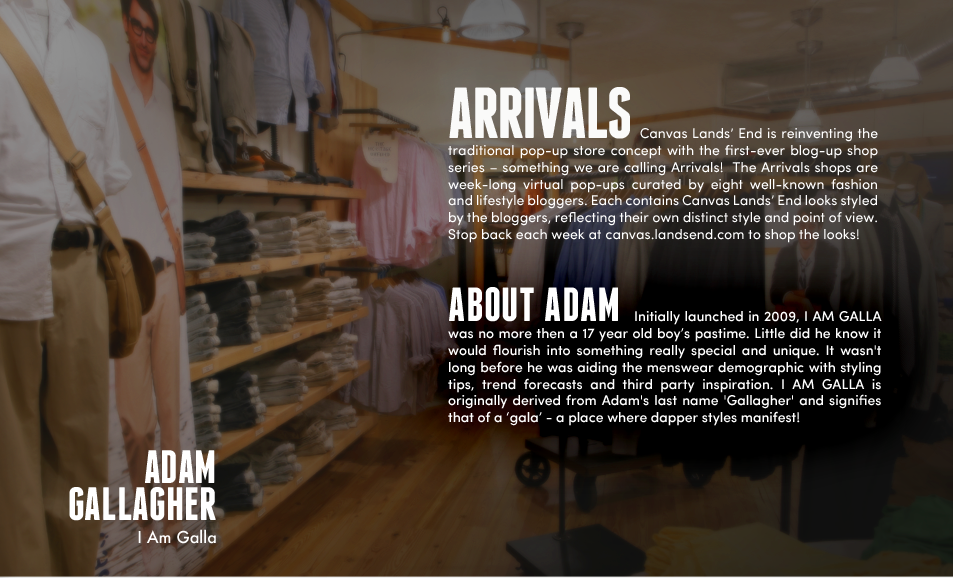 ARRIVALS Canvas Lands' End is reinventing the
traditional pop-up store concept with the first-ever blog-up shop
series – something we are calling Arrivals! The Arrivals shops are
week-long virtual pop-ups curated by eight well-known fashion
and lifestyle bloggers. Each contains Canvas Lands' End looks styled
by the bloggers, reflecting their own distinct style and point of view.
Stop back each week at canvas.landsend.com to shop the looks!
ABOUT ADAM Initially launched in 2009, I AM GALLA
was no more then a 17 year old boy's pastime. Little did he know it
would flourish into something really special and unique. It wasn't
long before he was aiding the menswear demographic with styling
tips, trend forecasts and third party inspiration. I AM GALLA is
originally derived from Adam's last name 'Gallagher' and signifies
that of a 'gala' - a place where dapper styles manifest!
ADAM
GALLAGHER
I Am Galla